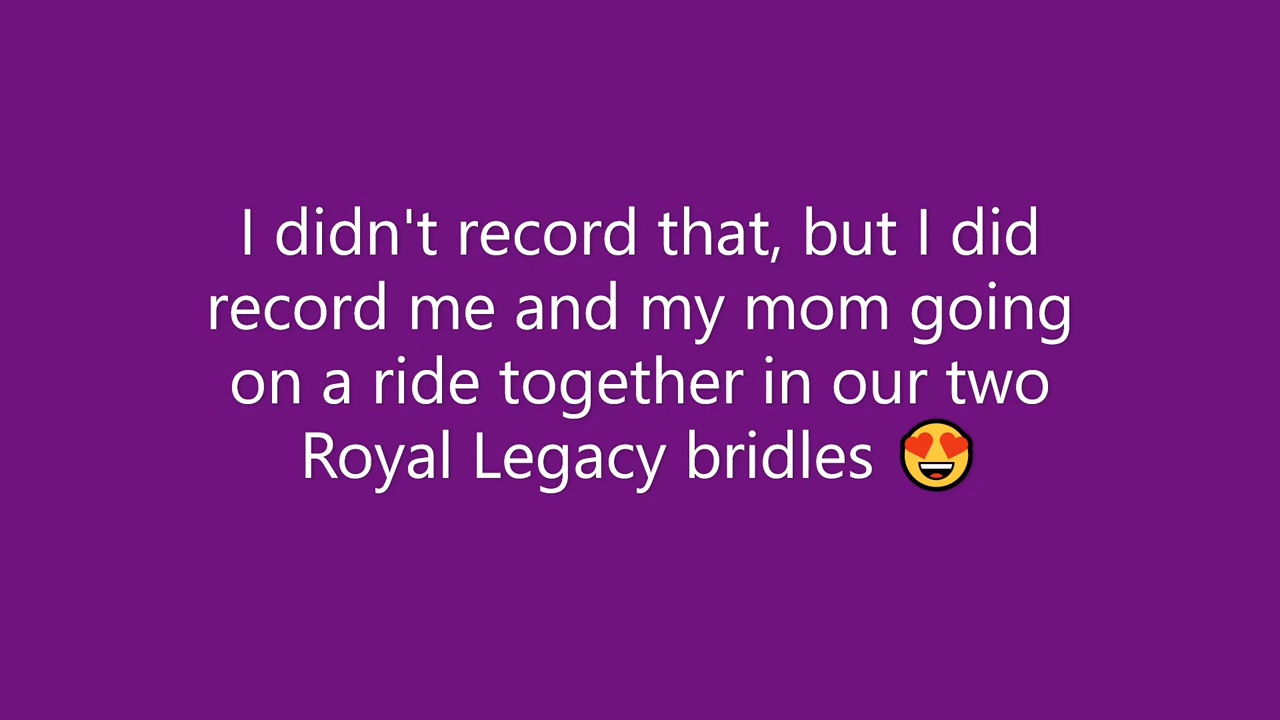 I didn't record that, but I did
record me and my mom going
on a ride together in our two
Royal Legacy bridles 😍